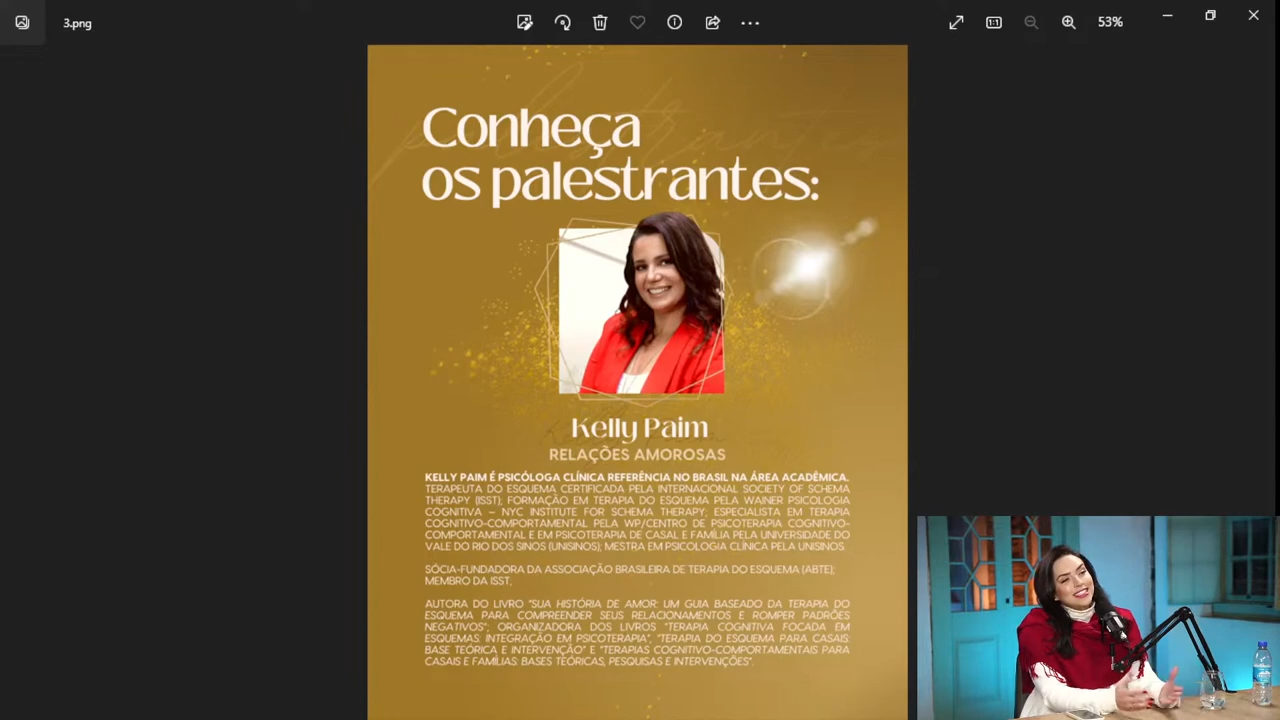 3.png
53%
Conheça
os palestrantes:
Kelly Paim
RELAÇÕES AMOROSAS
KELLY PAIM É PSICÓLOGA CLÍNICA REFERÊNCIA NO BRASIL NA ÁREA ACADÊMICA.
TERAPEUTA DO ESQUEMA CERTIFICADA PELA INTERNACIONAL SOCIETY OF SCHEMA
THERAPY (ISST); FORMAÇÃO EM TERAPIA DO ESQUEMA PELA WAINER PSICOLOGIA
COGNITIVA – NYC INSTITUTE FOR SCHEMA THERAPY; ESPECIALISTA EM TERAPIA
COGNITIVO-COMPORTAMENTAL PELA WP/CENTRO DE PSICOTERAPIA COGNITIVO-
COMPORTAMENTAL E EM PSICOTERAPIA DE CASAL E FAMÍLIA PELA UNIVERSIDADE DO
VALE DO RIO DOS SINOS (UNISINOS); MESTRA EM PSICOLOGIA CLÍNICA PELA UNISINOS.
SÓCIA-FUNDADORA DA ASSOCIAÇÃO BRASILEIRA DE TERAPIA DO ESQUEMA (ABTE);
MEMBRO DA ISST;
AUTORA DO LIVRO "SUA HISTÓRIA DE AMOR: UM GUIA BASEADO DA TERAPIA DO
ESQUEMA PARA COMPREENDER SEUS RELACIONAMENTOS E ROMPER PADRÕES
NEGATIVOS"; ORGANIZADORA DOS LIVROS "TERAPIA COGNITIVA FOCADA EM
ESQUEMAS: INTEGRAÇÃO EM PSICOTERAPIA", "TERAPIA DO ESQUEMA PARA CASAIS:
BASE TEÓRICA E INTERVENÇÃO" E "TERAPIAS COGNITIVO-COMPORTAMENTAIS PARA
CASAIS E FAMÍLIAS: BASES TEÓRICAS, PESQUISAS E INTERVENÇÕES".